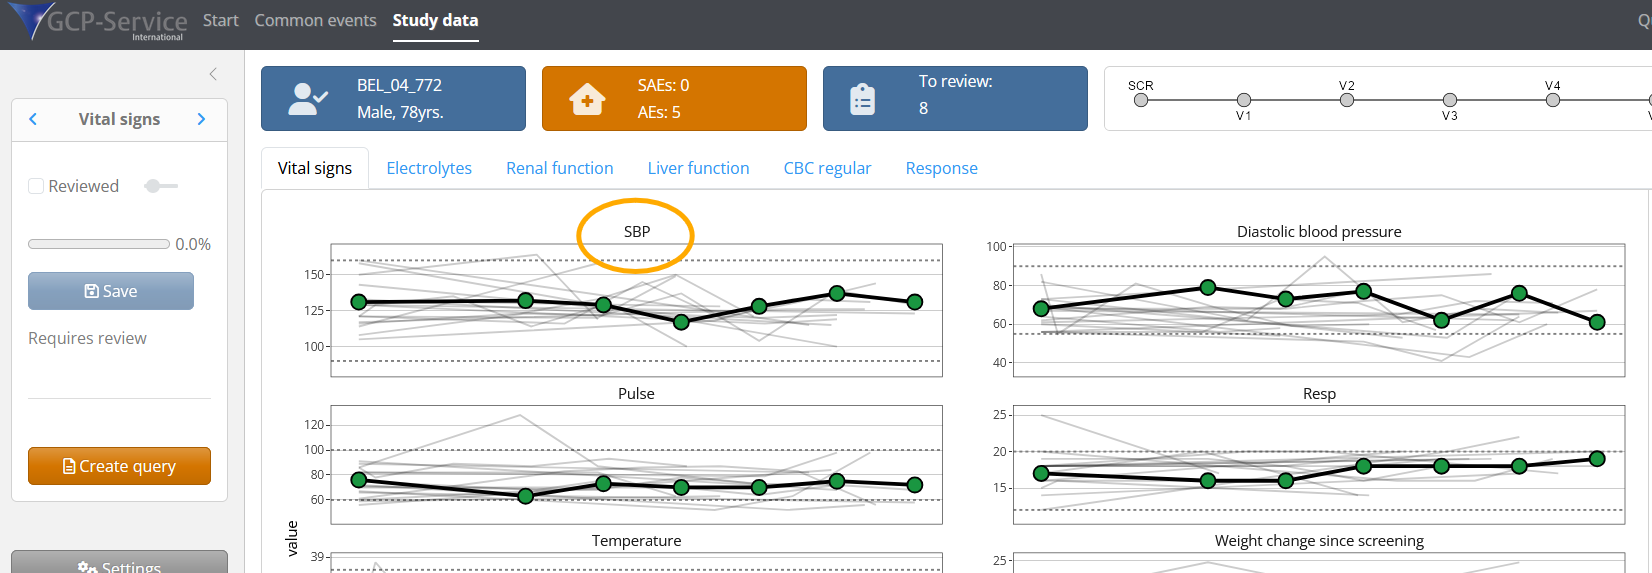 GCP-Service
International
Start
Common events
Study data
Vital signs
Reviewed
0.0%
Save
Requires review
Create query
Settings
BEL_04_772
Male, 78yrs.
SAEs: 0
AEs: 5
To review:
8
SCR
V1
V2
V3
V4
Vital signs
Electrolytes
Renal function
Liver function
CBC regular
Response
SBP
150
125
100
Diastolic blood pressure
100
80
60
40
Pulse
120
100
80
60
Resp
25
20
15
value
Temperature
39
Weight change since screening
25